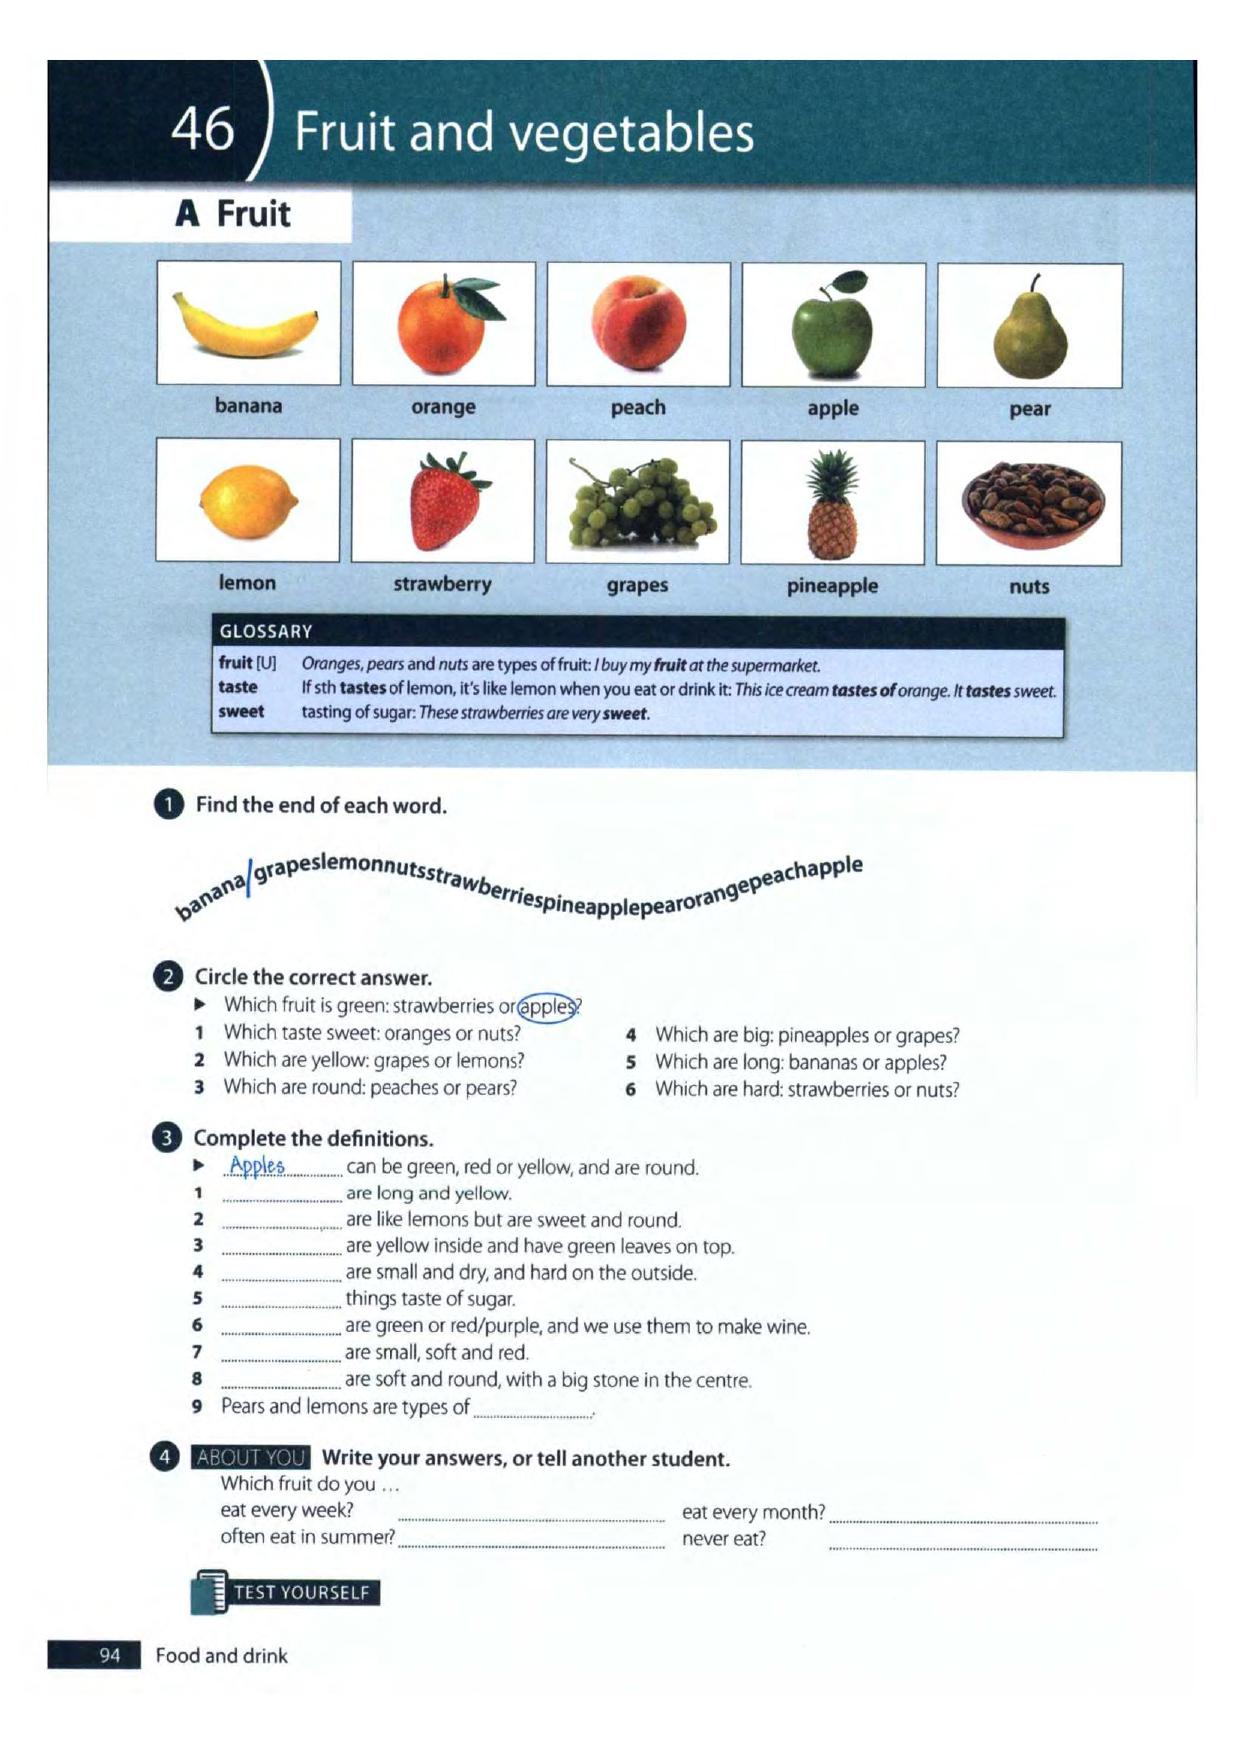 46 Fruit and vegetables
A Fruit
banana orange peach apple pear
lemon strawberry grapes pineapple nuts
GLOSSARY
fruit [U] Oranges, pears and nuts are types of fruit: I buy my fruit at the supermarket.
taste If sth tastes of lemon, it's like lemon when you eat or drink it: This ice cream tastes of orange. It tastes sweet.
sweet tasting of sugar: These strawberries are very sweet.
1 Find the end of each word.
banana/grapeslemonnutsstrawberriespineapplepearorangepeachapple
2 Circle the correct answer.
► Which fruit is green: strawberries or apples?
1 Which taste sweet: oranges or nuts?
2 Which are yellow: grapes or lemons?
3 Which are round: peaches or pears?
4 Which are big: pineapples or grapes?
5 Which are long: bananas or apples?
6 Which are hard: strawberries or nuts?
3 Complete the definitions.
► Apples can be green, red or yellow, and are round.
1 are long and yellow.
2 are like lemons but are sweet and round.
3 are yellow inside and have green leaves on top.
4 are small and dry, and hard on the outside.
5 things taste of sugar.
6 are green or red/purple, and we use them to make wine.
7 are small, soft and red.
8 are soft and round, with a big stone in the centre.
9 Pears and lemons are types of .
4 ABOUT YOU Write your answers, or tell another student.
Which fruit do you ...
eat every week? eat every month?
often eat in summer? never eat?
TEST YOURSELF
94 Food and drink